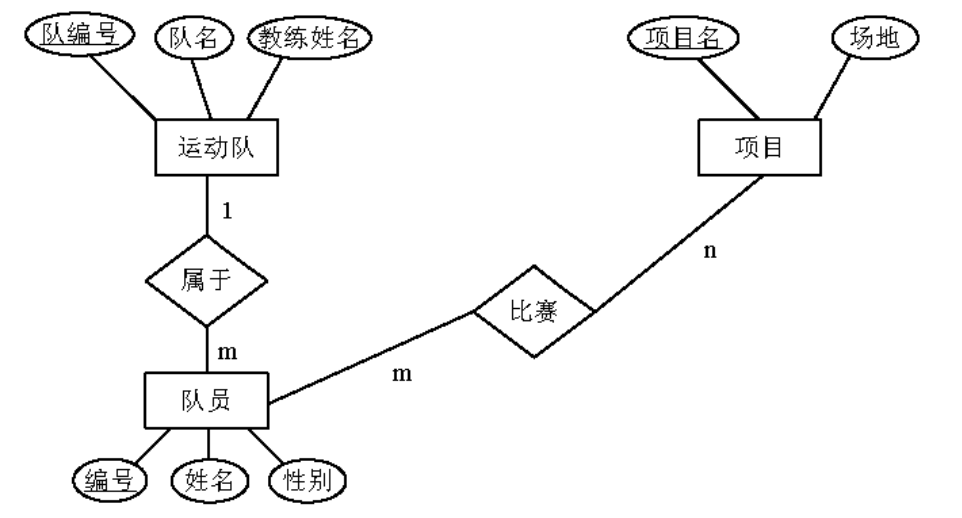 队编号 队名 教练姓名 项目名 场地
运动队 项目
1
n
属于
比赛
m
m
队员
编号 姓名 性别